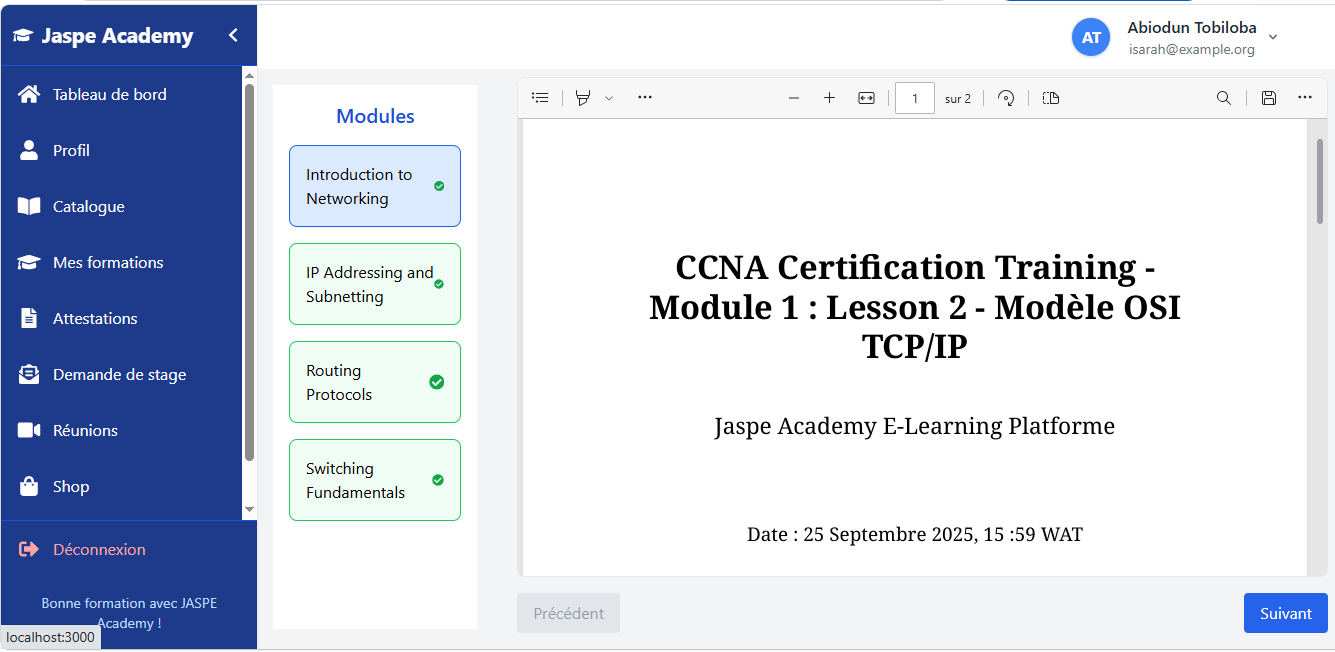 Jaspe Academy
Tableau de bord
Profil
Catalogue
Mes formations
Attestations
Demande de stage
Réunions
Shop
Déconnexion
Bonne formation avec JASPE
Academy !
localhost:3000
AT
Abiodun Tobiloba
isarah@example.org
Modules
Introduction to
Networking
IP Addressing and
Subnetting
Routing
Protocols
Switching
Fundamentals
1 sur 2
CCNA Certification Training -
Module 1 : Lesson 2 - Modèle OSI
TCP/IP
Jaspe Academy E-Learning Platforme
Date : 25 Septembre 2025, 15 :59 WAT
Précédent
Suivant